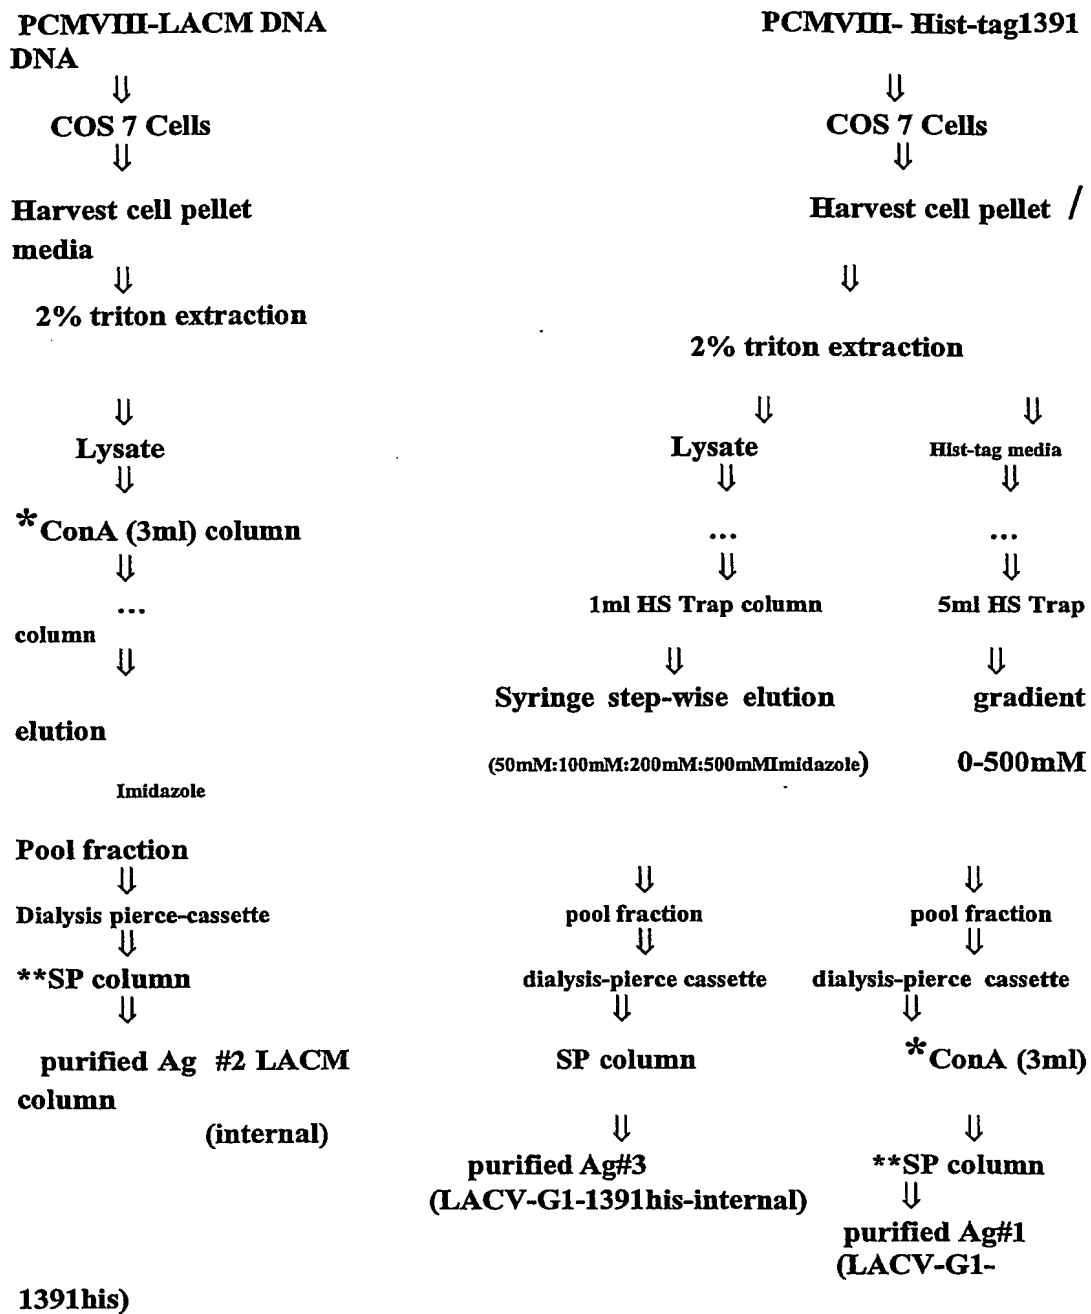 PCMVIII-LACM DNA PCMVIII- Hist-tag1391
DNA
⇓ ⇓
COS 7 Cells COS 7 Cells
⇓ ⇓
Harvest cell pellet Harvest cell pellet /
media
⇓ ⇓
2% triton extraction
2% triton extraction
⇓ ⇓ ⇓
Lysate Lysate Hist-tag media
⇓ ⇓ ⇓
*ConA (3ml) column ... ...
⇓ ⇓ ⇓
... 1ml HS Trap column 5ml HS Trap
column
⇓ ⇓ ⇓
Syringe step-wise elution gradient
elution
(50mM:100mM:200mM:500mMImidazole) 0-500mM
Imidazole
Pool fraction
⇓ ⇓ ⇓
Dialysis pierce-cassette pool fraction pool fraction
⇓ ⇓ ⇓
**SP column dialysis-pierce cassette dialysis-pierce cassette
⇓ ⇓ ⇓
purified Ag #2 LACM SP column *ConA (3ml)
column
(internal) ⇓ ⇓
purified Ag#3 **SP column
(LACV-G1-1391his-internal) ⇓
purified Ag#1
(LACV-G1-
1391his)